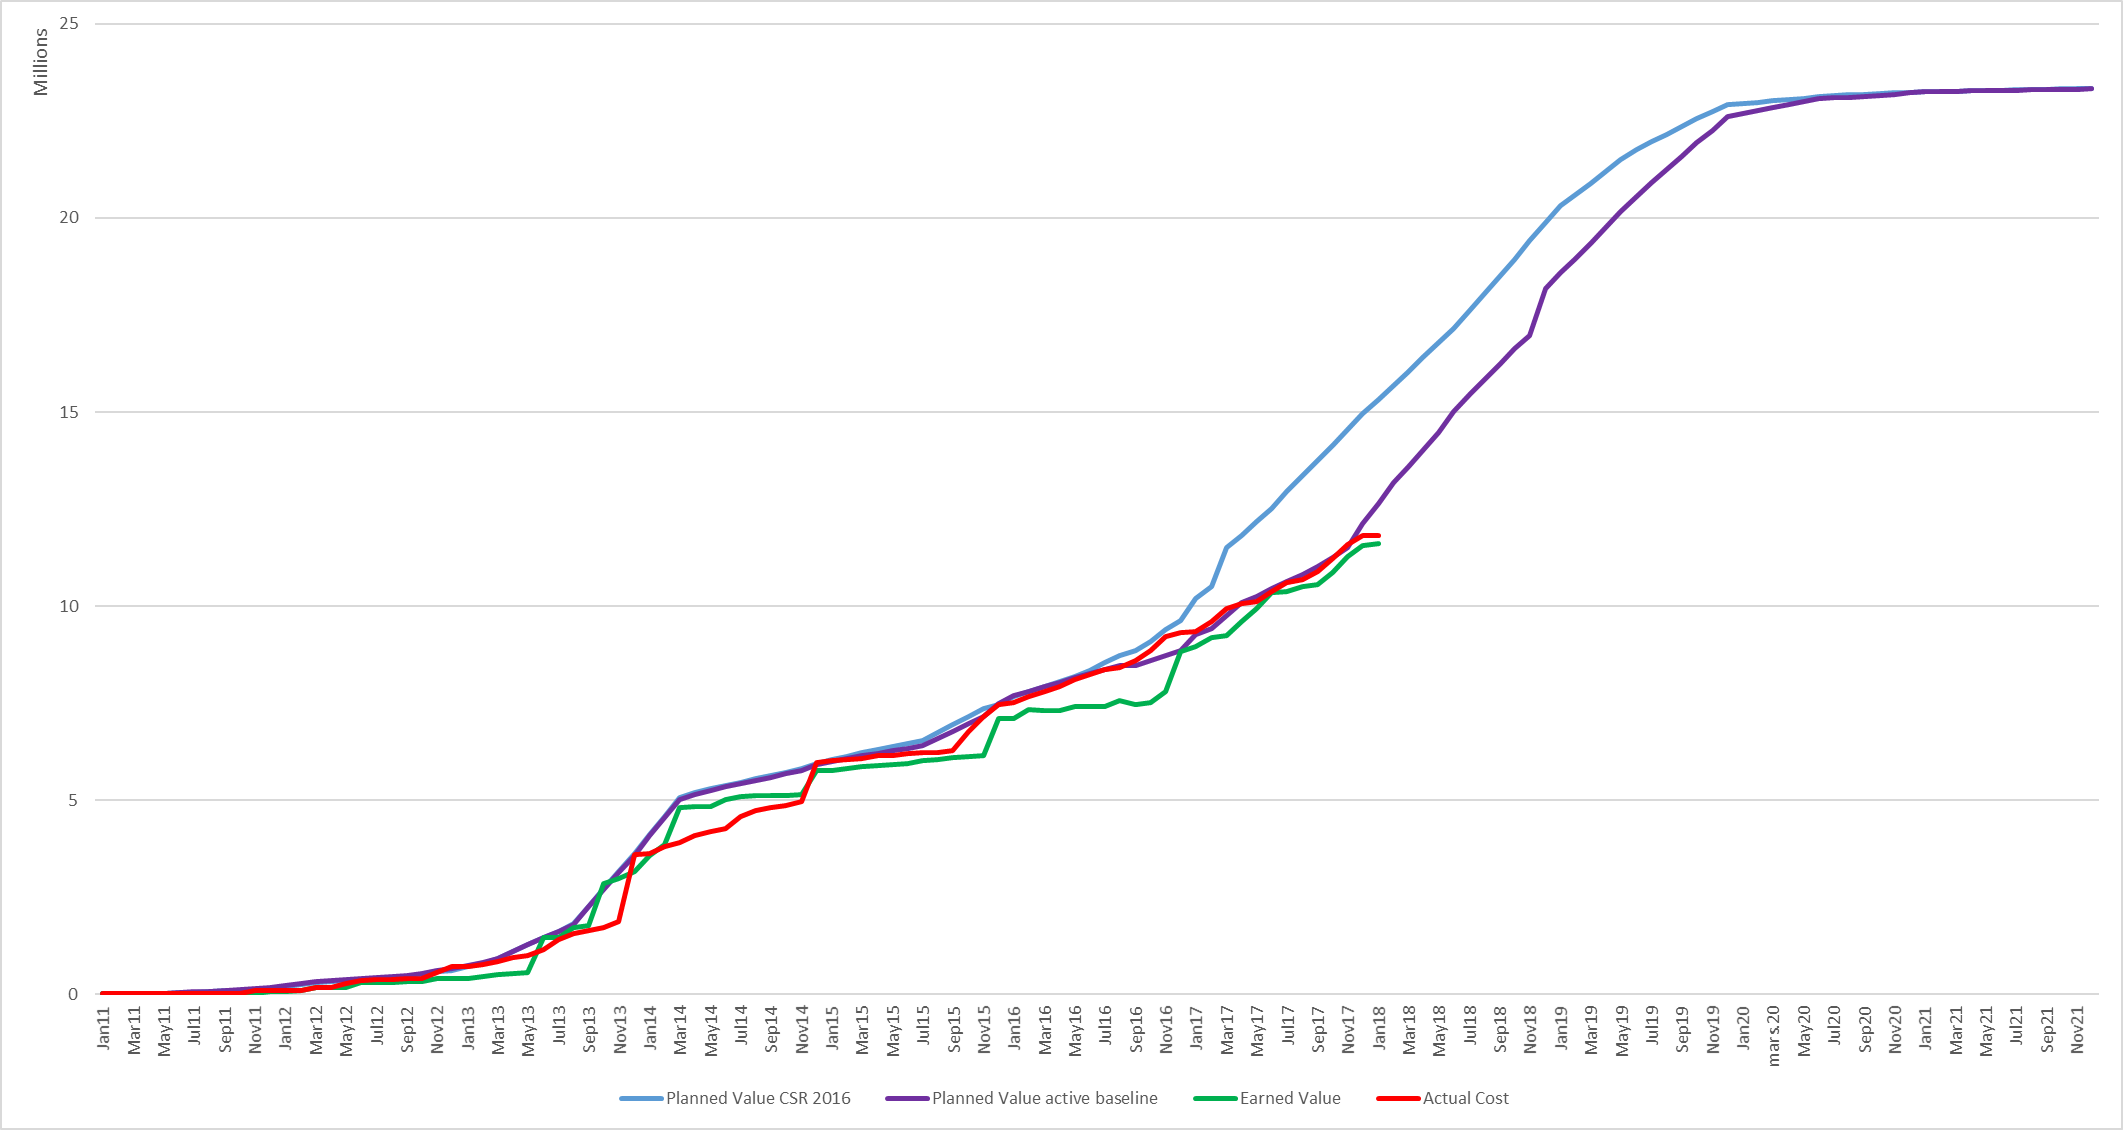 Millions
25
20
15
10
5
0
Jan11
Mar11
May11
Jul11
Sep11
Nov11
Jan12
Mar12
May12
Jul12
Sep12
Nov12
Jan13
Mar13
May13
Jul13
Sep13
Nov13
Jan14
Mar14
May14
Jul14
Sep14
Nov14
Jan15
Mar15
May15
Jul15
Sep15
Nov15
Jan16
Mar16
May16
Jul16
Sep16
Nov16
Jan17
Mar17
May17
Jul17
Sep17
Nov17
Jan18
Mar18
May18
Jul18
Sep18
Nov18
Jan19
Mar19
May19
Jul19
Sep19
Nov19
Jan20
mars.20
May20
Jul20
Sep20
Nov20
Jan21
Mar21
May21
Jul21
Sep21
Nov21
Planned Value CSR 2016
Planned Value active baseline
Earned Value
Actual Cost